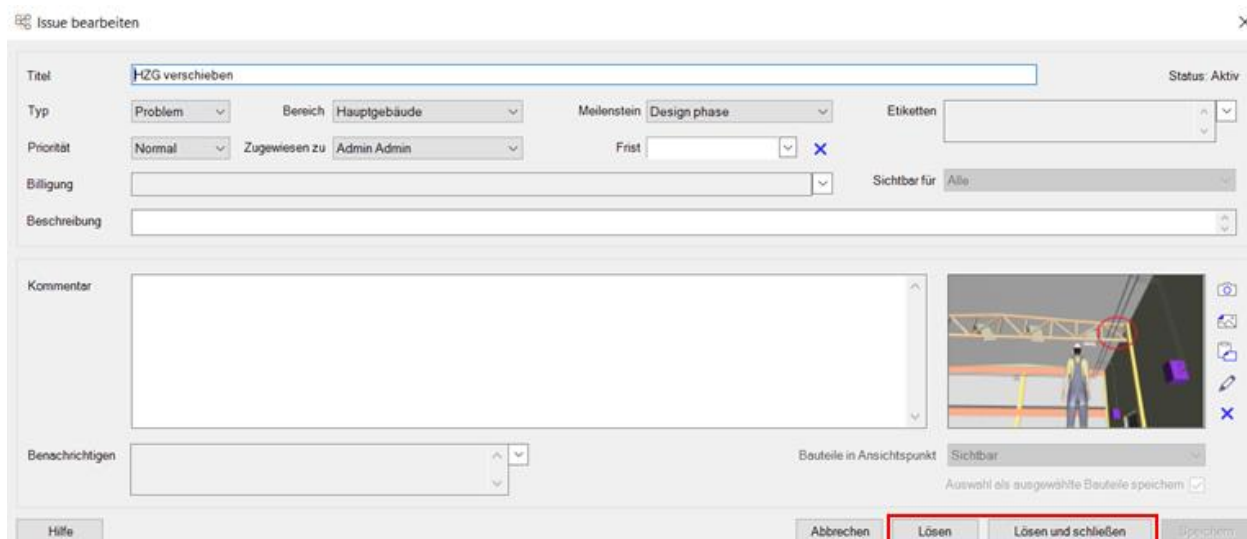 Issue bearbeiten
Titel HZG verschieben Status: Aktiv
Typ Problem Bereich Hauptgebäude Meilenstein Design phase Etiketten
Priorität Normal Zugewiesen zu Admin Admin Frist
Billigung Sichtbar für Alle
Beschreibung
Kommentar
Benachrichtigen Bauteile in Ansichtspunkt Sichtbar
Auswahl als ausgewählte Bauteile speichern
Hilfe Abbrechen Lösen Lösen und schließen Speichern